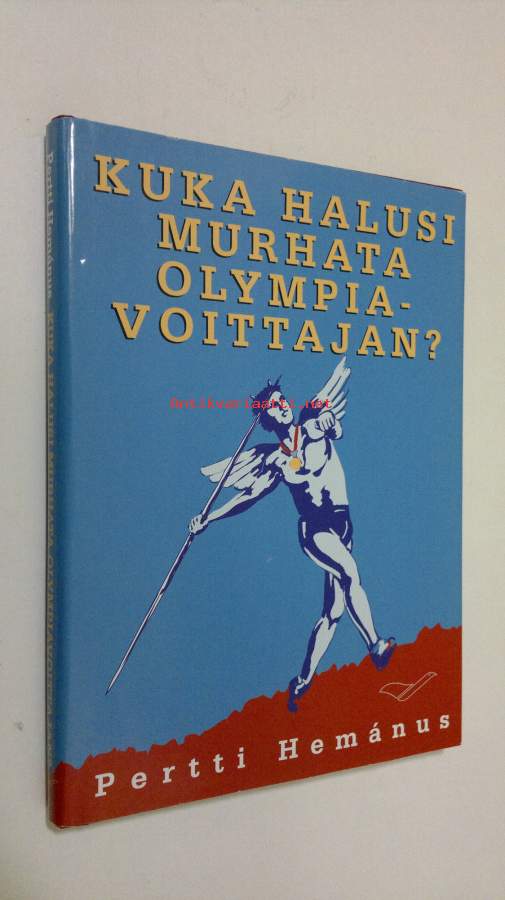 KUKA HALUSI
MURHATA
OLYMPIA-
VOITTAJAN?
antikvariaatti.net
Pertti Hemánus
Pertti Hemánus KUKA HALUSI MURHATA OLYMPIAVOITTAJAN?